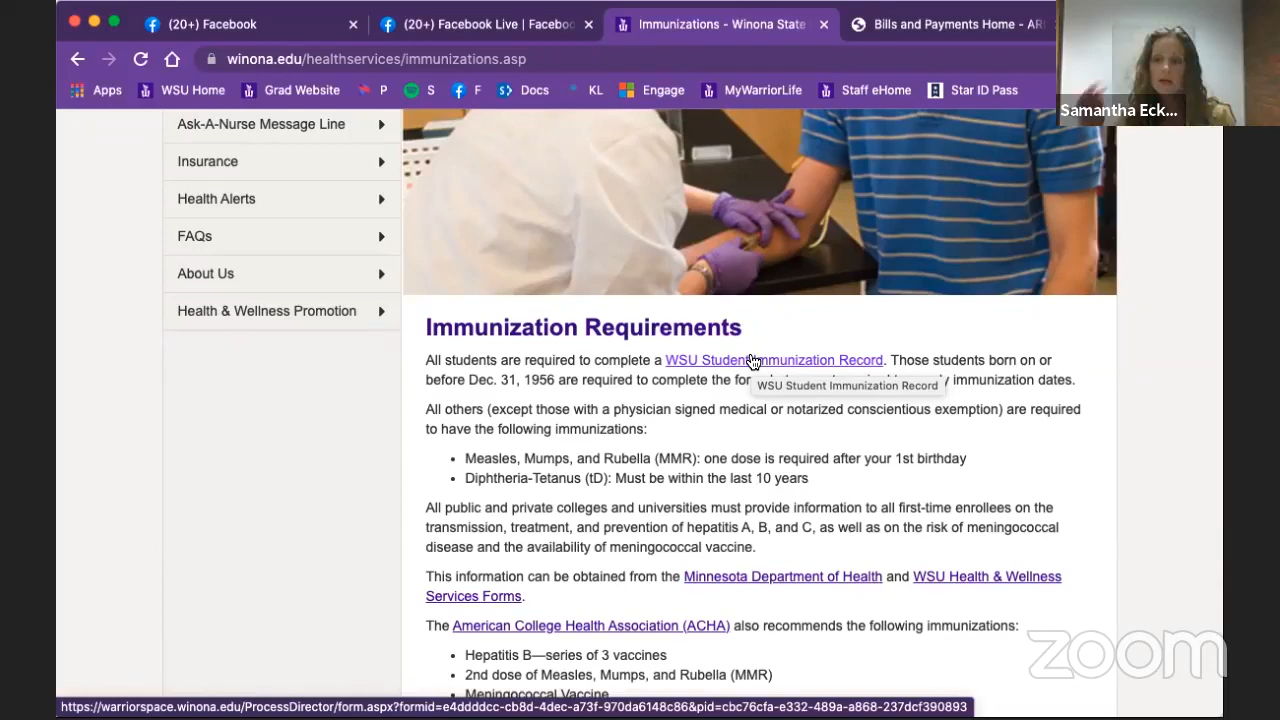 (20+) Facebook
(20+) Facebook Live | Faceboo
Immunizations - Winona State
Bills and Payments Home - AR
winona.edu/healthservices/immunizations.asp
Apps
WSU Home
Grad Website
P
S
F
Docs
KL
Engage
MyWarriorLife
Staff eHome
Star ID Pass
Samantha Eck...
Ask-A-Nurse Message Line
Insurance
Health Alerts
FAQs
About Us
Health & Wellness Promotion
Immunization Requirements
All students are required to complete a WSU Student Immunization Record. Those students born on or
before Dec. 31, 1956 are required to complete the immunization dates.
WSU Student Immunization Record
All others (except those with a physician signed medical or notarized conscientious exemption) are required
to have the following immunizations:
• Measles, Mumps, and Rubella (MMR): one dose is required after your 1st birthday
• Diphtheria-Tetanus (tD): Must be within the last 10 years
All public and private colleges and universities must provide information to all first-time enrollees on the
transmission, treatment, and prevention of hepatitis A, B, and C, as well as on the risk of meningococcal
disease and the availability of meningococcal vaccine.
This information can be obtained from the Minnesota Department of Health and WSU Health & Wellness
Services Forms.
The American College Health Association (ACHA) also recommends the following immunizations:
• Hepatitis B—series of 3 vaccines
• 2nd dose of Measles, Mumps, and Rubella (MMR)
• Meningococcal Vaccine
zoom
https://warriorspace.winona.edu/ProcessDirector/form.aspx?formid=e4ddddcc-cb8d-4dec-a73f-970da6148c86&pid=cbc76cfa-e332-489a-a868-237dcf390893